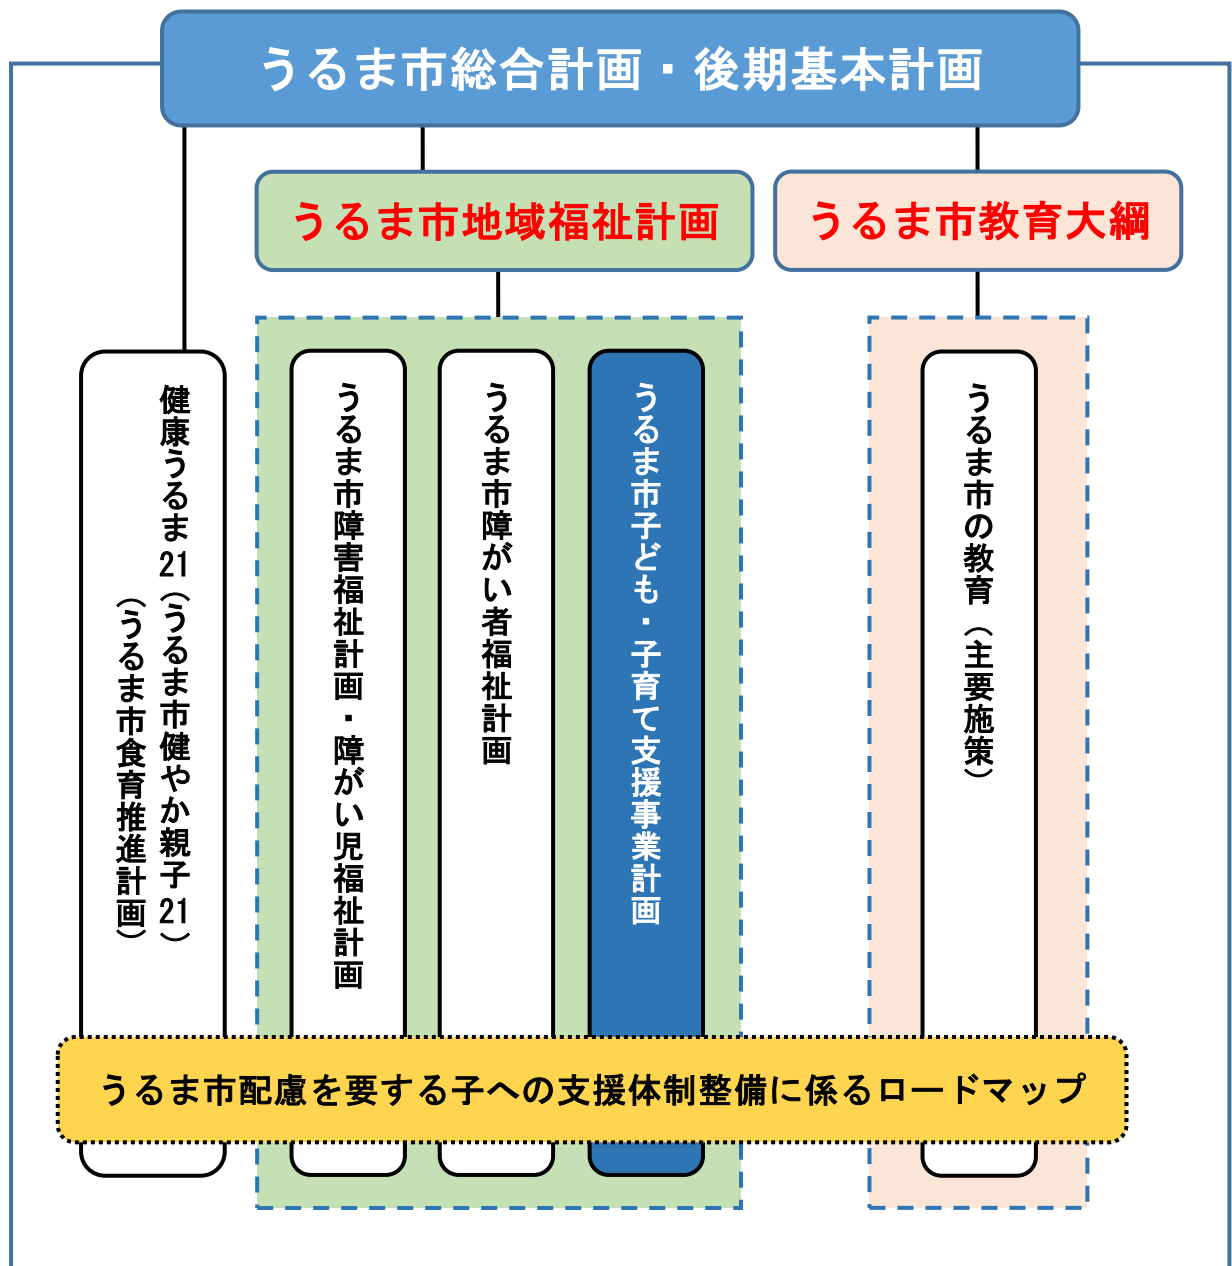 うるま市総合計画・後期基本計画
うるま市地域福祉計画
うるま市教育大綱
健康うるま21（うるま市健やか親子21）
（うるま市食育推進計画）
うるま市障害福祉計画・障がい児福祉計画
うるま市障がい者福祉計画
うるま市子ども・子育て支援事業計画
うるま市の教育（主要施策）
うるま市配慮を要する子への支援体制整備に係るロードマップ